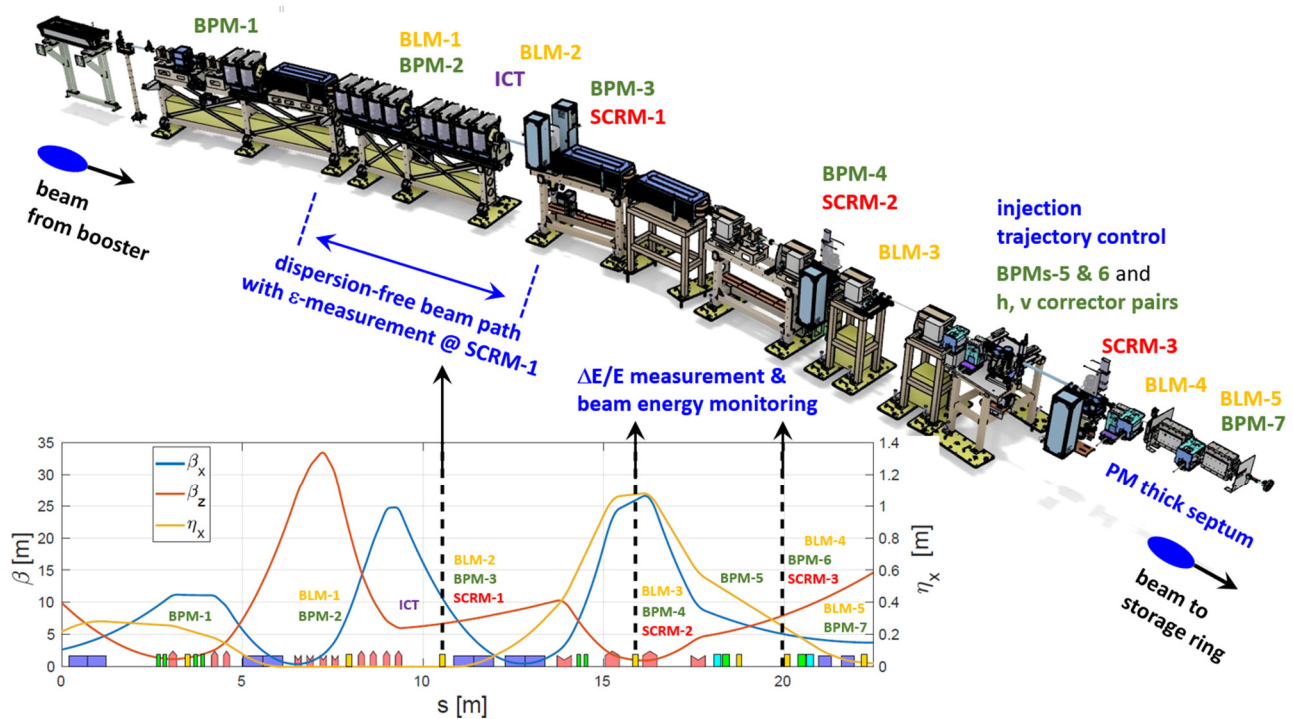 BPM-1
BLM-1
BPM-2
BLM-2
ICT
BPM-3
SCRM-1
BPM-4
SCRM-2
BLM-3
injection
trajectory control
BPMs-5 & 6 and
h, v corrector pairs
SCRM-3
BLM-4
BLM-5
BPM-7
beam
from booster
dispersion-free beam path
with ε-measurement @ SCRM-1
ΔE/E measurement &
beam energy monitoring
PM thick septum
beam to
storage ring
35
30
25
20
15
10
5
0
β [m]
βx
βz
ηx
1.4
1.2
1
0.8
0.6
0.4
0.2
0
ηx [m]
BPM-1
BLM-1
BPM-2
ICT
BLM-2
BPM-3
SCRM-1
BLM-3
BPM-4
SCRM-2
BPM-5
BLM-4
BPM-6
SCRM-3
BLM-5
BPM-7
0 5 10 15 20
s [m]